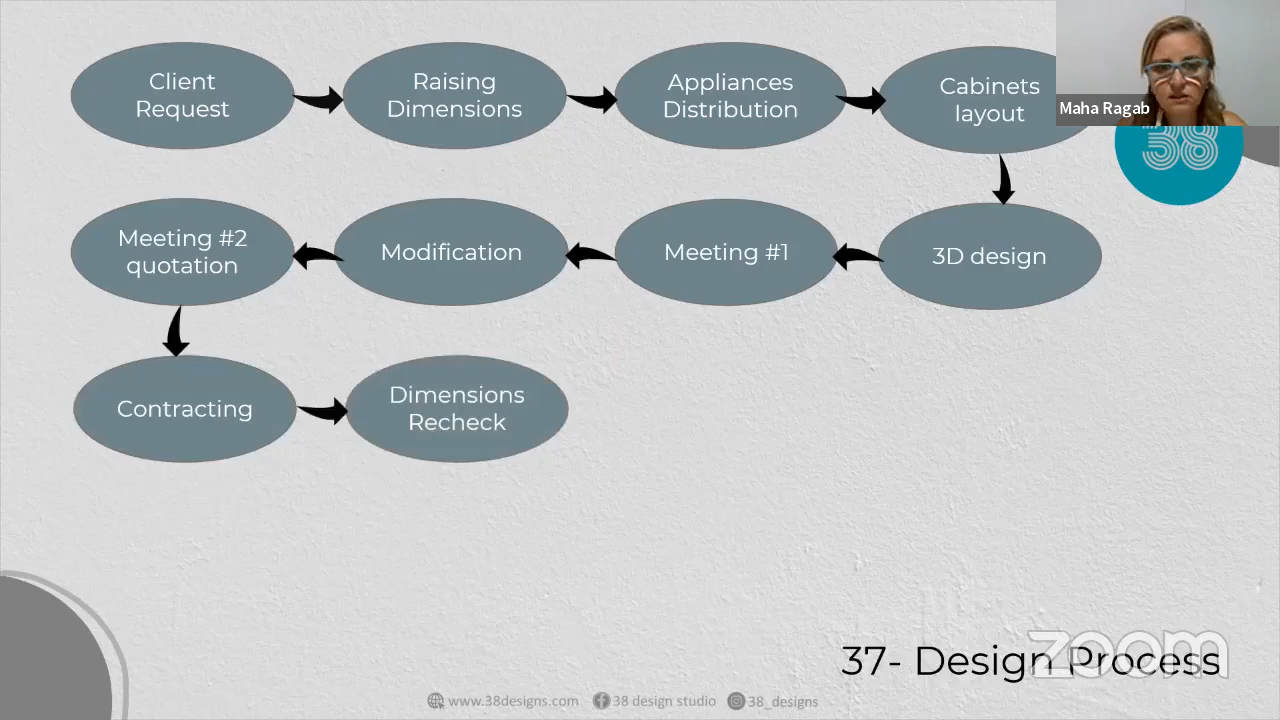 Client
Request
Raising
Dimensions
Appliances
Distribution
Cabinets
layout
Maha Ragab
38
Meeting #2
quotation
Modification
Meeting #1
3D design
Contracting
Dimensions
Recheck
37- Design Process
zoom
www.38designs.com
38 design studio
38_designs